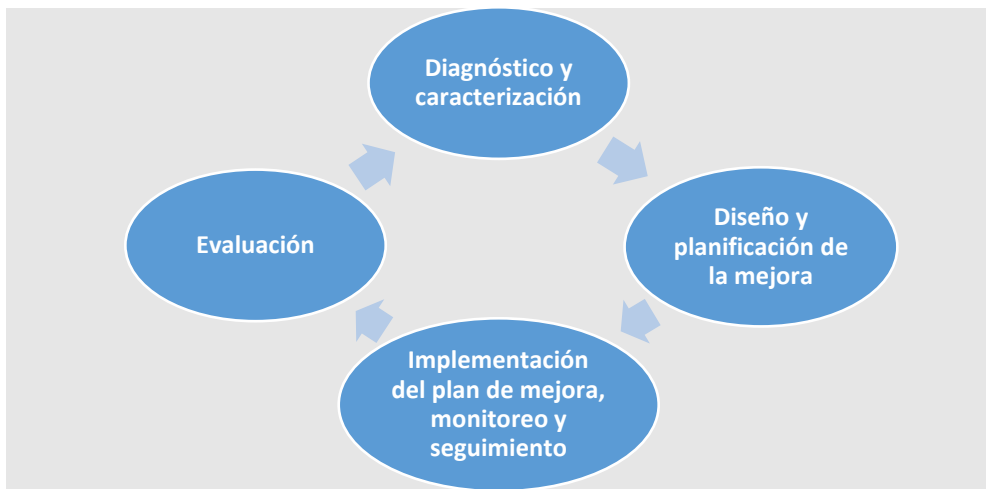 Diagnóstico y
caracterización
Diseño y
planificación de
la mejora
Implementación
del plan de mejora,
monitoreo y
seguimiento
Evaluación